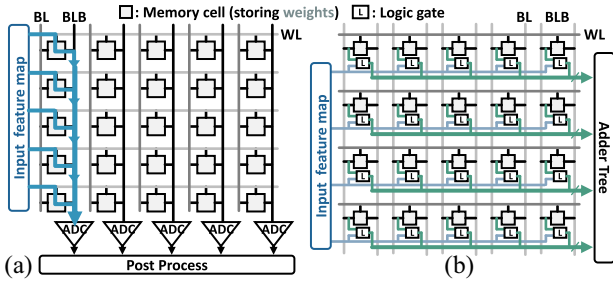 BL BLB
: Memory cell (storing weights)
L : Logic gate
BL BLB
WL
WL
Input feature map
ADC ADC ADC ADC ADC
Post Process
(a)
Input feature map
L L L L L
L L L L L
L L L L L
L L L L L
Adder Tree
(b)